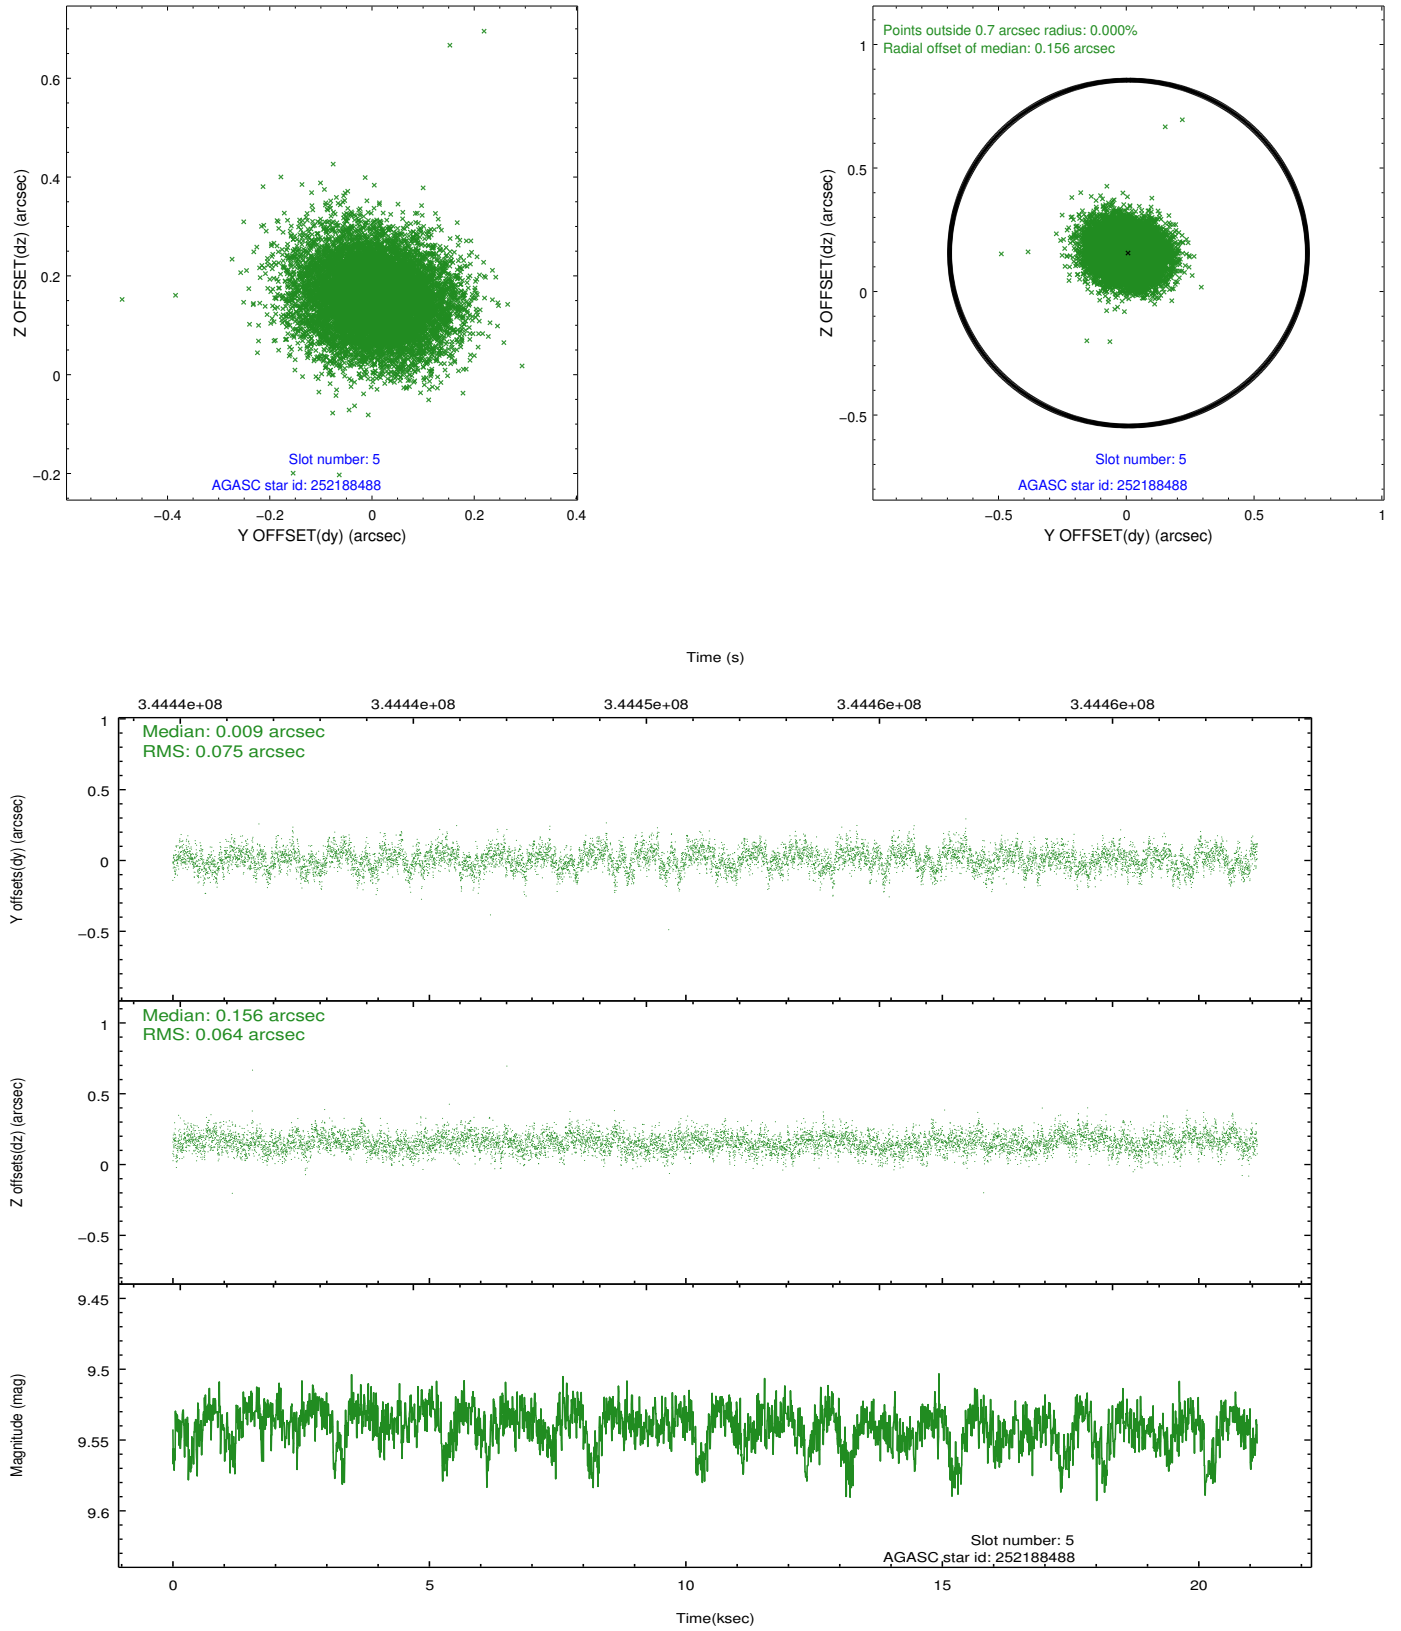 0.6
0.4
0.2
0
−0.2
−0.4
−0.2
0
0.2
0.4
Z OFFSET(dz) (arcsec)
Y OFFSET(dy) (arcsec)
Slot number: 5
AGASC star id: 252188488
Points outside 0.7 arcsec radius: 0.000%
Radial offset of median: 0.156 arcsec
1
0.5
0
−0.5
−0.5
0
0.5
1
Z OFFSET(dz) (arcsec)
Y OFFSET(dy) (arcsec)
Slot number: 5
AGASC star id: 252188488
Time (s)
3.4444e+08
3.4444e+08
3.4445e+08
3.4446e+08
3.4446e+08
Median: 0.009 arcsec
RMS: 0.075 arcsec
1
0.5
0
−0.5
Y offsets(dy) (arcsec)
Median: 0.156 arcsec
RMS: 0.064 arcsec
1
0.5
0
−0.5
Z offsets(dz) (arcsec)
9.45
9.5
9.55
9.6
Magnitude (mag)
Slot number: 5
AGASC star id: 252188488
0
5
10
15
20
Time(ksec)